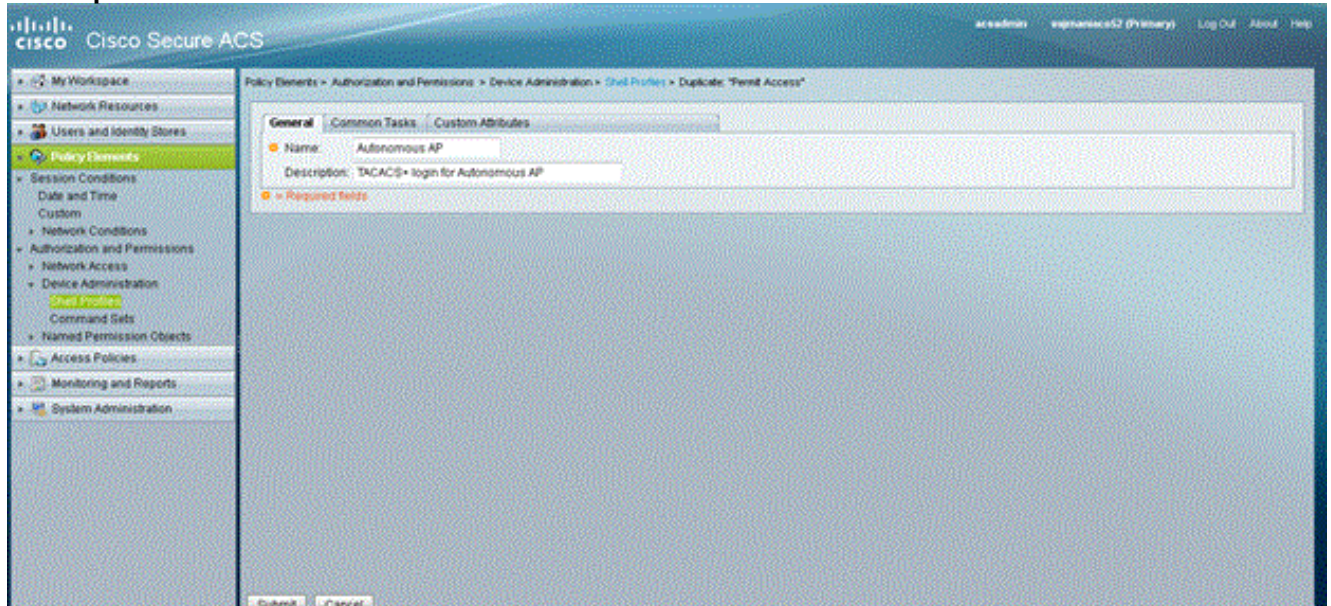 cisco Cisco Secure ACS
acsadmin (Primary) Log Out About Help
My Workspace
Network Resources
Users and Identity Stores
Policy Elements
Session Conditions
Date and Time
Custom
Network Conditions
Authorization and Permissions
Network Access
Device Administration
Shell Profiles
Command Sets
Named Permission Objects
Access Policies
Monitoring and Reports
System Administration
Policy Elements > Authorization and Permissions > Device Administration > Shell Profiles > Duplicate: "Permit Access"
General Common Tasks Custom Attributes
Name: Autonomous AP
Description: TACACS+ login for Autonomous AP
= Required fields
Submit Cancel